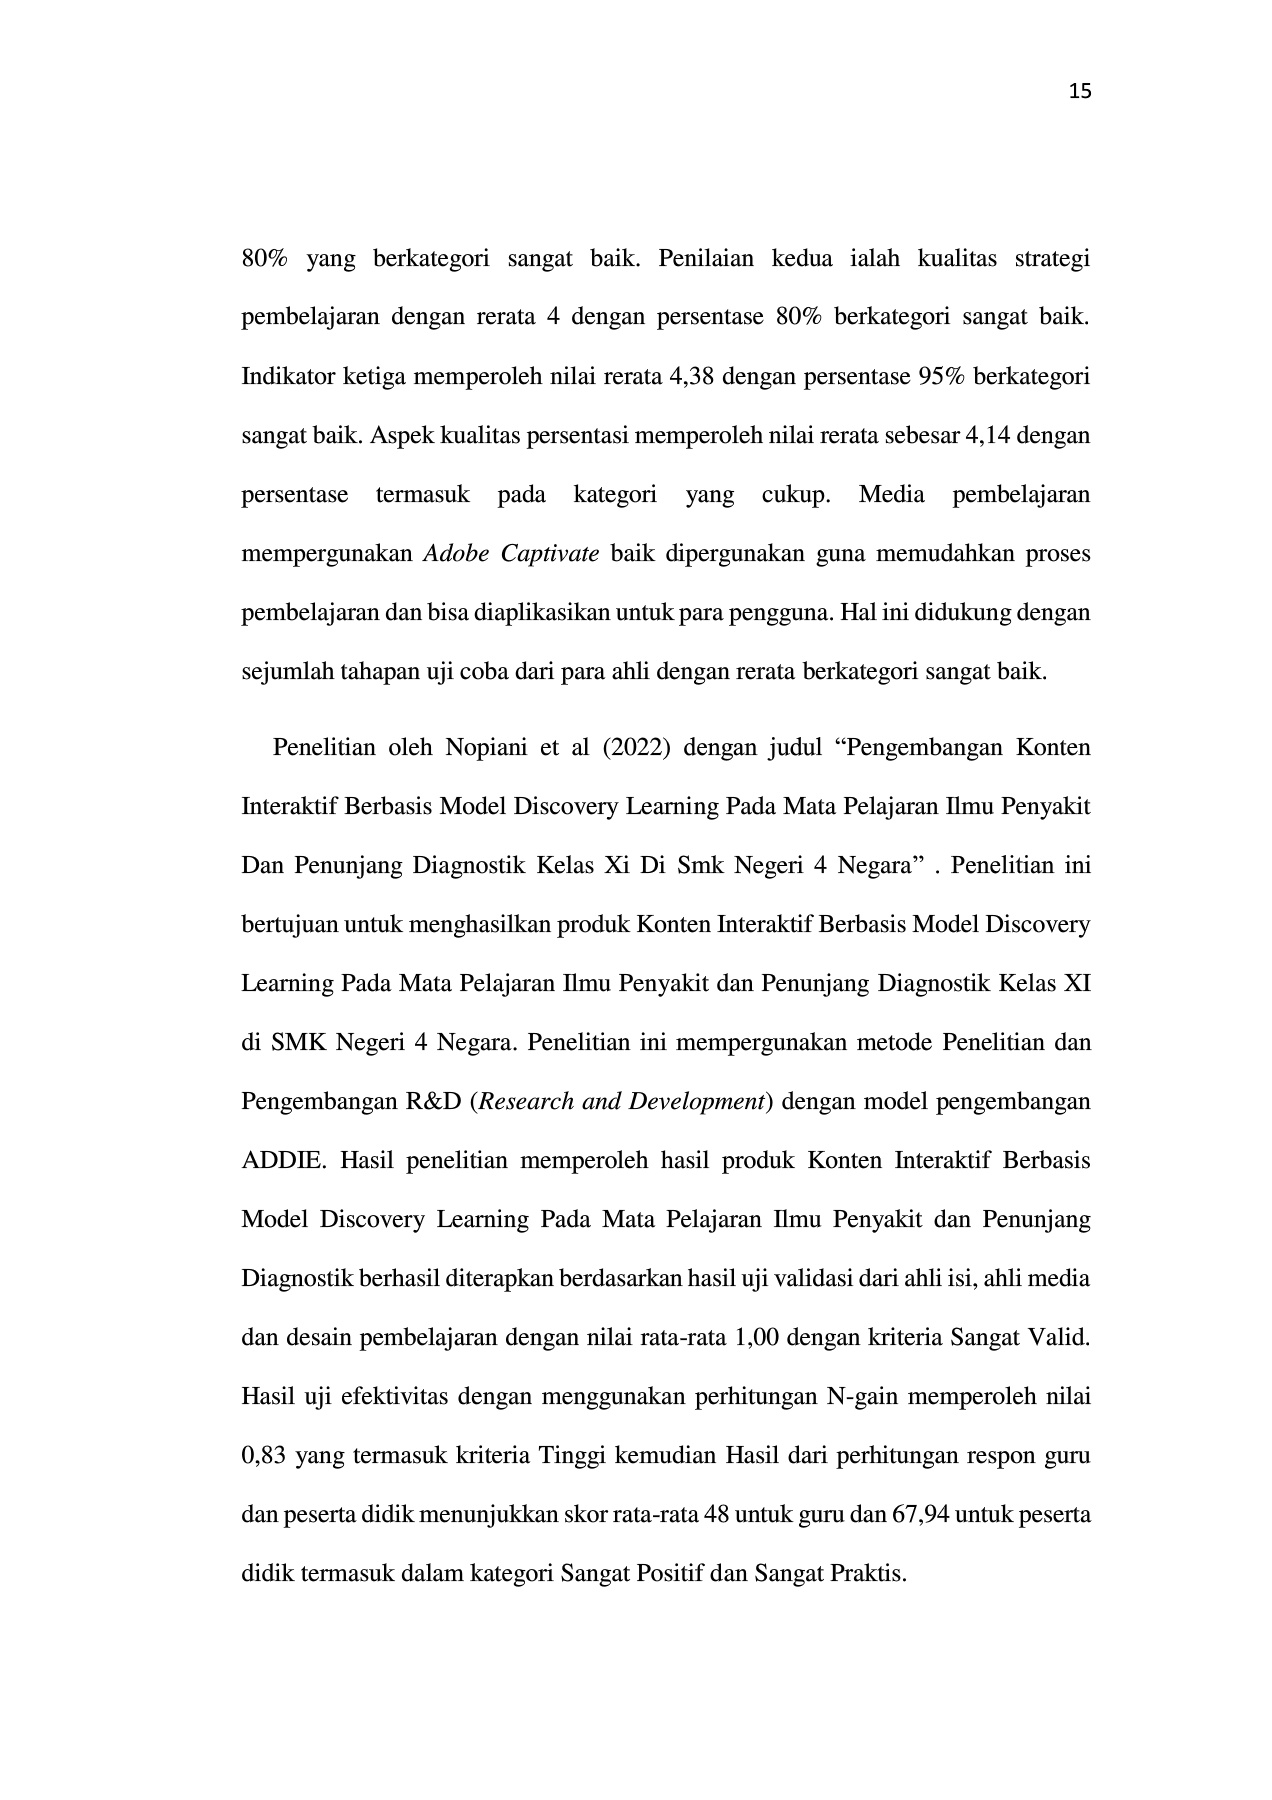 15
80% yang berkategori sangat baik. Penilaian kedua ialah kualitas strategi
pembelajaran dengan rerata 4 dengan persentase 80% berkategori sangat baik.
Indikator ketiga memperoleh nilai rerata 4,38 dengan persentase 95% berkategori
sangat baik. Aspek kualitas persentasi memperoleh nilai rerata sebesar 4,14 dengan
persentase termasuk pada kategori yang cukup. Media pembelajaran
mempergunakan Adobe Captivate baik dipergunakan guna memudahkan proses
pembelajaran dan bisa diaplikasikan untuk para pengguna. Hal ini didukung dengan
sejumlah tahapan uji coba dari para ahli dengan rerata berkategori sangat baik.
Penelitian oleh Nopiani et al (2022) dengan judul “Pengembangan Konten
Interaktif Berbasis Model Discovery Learning Pada Mata Pelajaran Ilmu Penyakit
Dan Penunjang Diagnostik Kelas Xi Di Smk Negeri 4 Negara” . Penelitian ini
bertujuan untuk menghasilkan produk Konten Interaktif Berbasis Model Discovery
Learning Pada Mata Pelajaran Ilmu Penyakit dan Penunjang Diagnostik Kelas XI
di SMK Negeri 4 Negara. Penelitian ini mempergunakan metode Penelitian dan
Pengembangan R&D (Research and Development) dengan model pengembangan
ADDIE. Hasil penelitian memperoleh hasil produk Konten Interaktif Berbasis
Model Discovery Learning Pada Mata Pelajaran Ilmu Penyakit dan Penunjang
Diagnostik berhasil diterapkan berdasarkan hasil uji validasi dari ahli isi, ahli media
dan desain pembelajaran dengan nilai rata-rata 1,00 dengan kriteria Sangat Valid.
Hasil uji efektivitas dengan menggunakan perhitungan N-gain memperoleh nilai
0,83 yang termasuk kriteria Tinggi kemudian Hasil dari perhitungan respon guru
dan peserta didik menunjukkan skor rata-rata 48 untuk guru dan 67,94 untuk peserta
didik termasuk dalam kategori Sangat Positif dan Sangat Praktis.